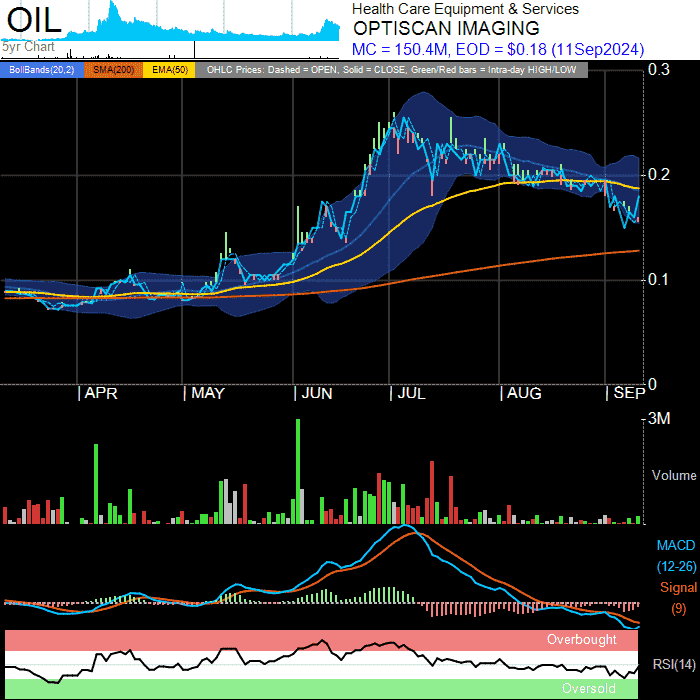 OIL
5yr Chart
Health Care Equipment & Services
OPTISCAN IMAGING
MC = 150.4M, EOD = $0.18 (11Sep2024)
BollBands(20,2) SMA(200) EMA(50) OHLC Prices: Dashed = OPEN, Solid = CLOSE, Green/Red bars = Intra-day HIGH/LOW
0.3
0.2
0.1
0
APR MAY JUN JUL AUG SEP
3M
Volume
MACD
(12-26)
Signal
(9)
Overbought
RSI(14)
Oversold